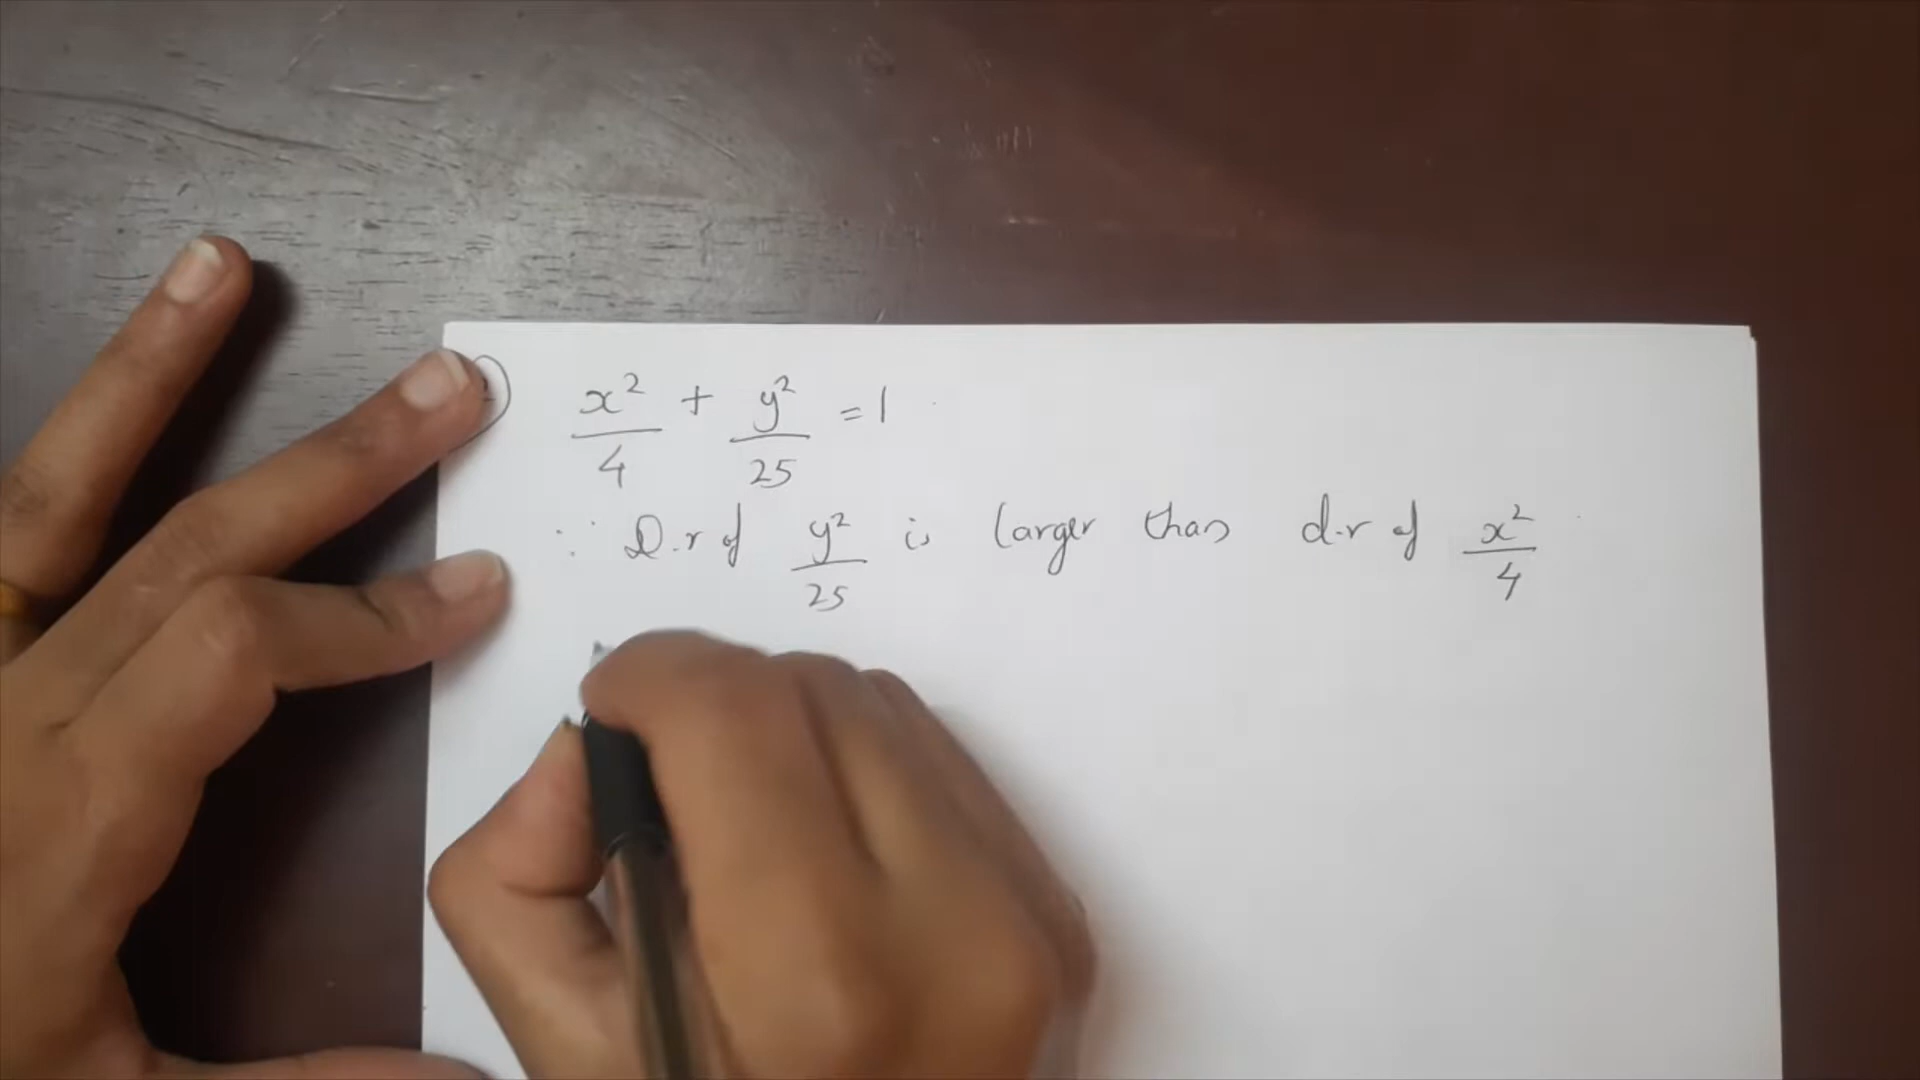 x²/4 + y²/25 = 1
∵ D.r of y²/25 is larger than d.r of x²/4